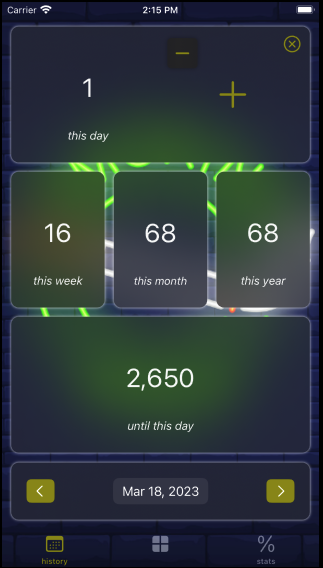 Carrier 2:15 PM
1
this day
16 68 68
this week this month this year
2,650
until this day
Mar 18, 2023
history stats